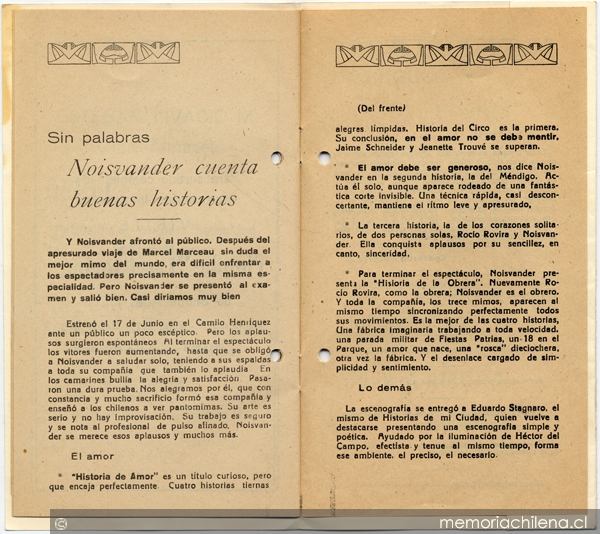 Sin palabras
Noisvander cuenta
buenas historias
Y Noisvander afrontó al público. Después del
apresurado viaje de Marcel Marceau sin duda el
mejor mimo del mundo, era difícil enfrentar a
los espectadores precisamente en la misma es-
pecialidad. Pero Noisvander se presentó al exa-
men y salió bien. Casi diríamos muy bien
Estrenó el 17 de Junio en el Camilo Henríquez
ante un público un poco escéptico. Pero los aplau-
sos surgieron espontáneos Al terminar el espectáculo
los vitores fueron aumentando, hasta que se obligó
a Noisvander a saludar solo, teniendo a sus espaldas
a toda su compañía que también lo aplaudía En
los camarines bullía la alegría y satisfacción Pasa-
ron una dura prueba. Nos alegramos por él, que con
constancia y mucho sacrificio formó esa compañía y
enseñó a los chilenos a ver pantomimas. Su arte es
serio y no hay improvisación. Su trabajo es seguro
y se nota al profesional de pulso afinado, Noisvan-
der se merece esos aplausos y muchos más.
El amor
* "Historia de Amor" es un título curioso, pero
que encaja perfectamente Cuatro historias tiernas
(Del frente)
alegres límpidas. Historia del Circo es la primera.
Su conclusión, en el amor no se debe mentir.
Jaime Schneider y Jeanette Trouvé se superan.
* El amor debe ser generoso, nos dice Nois-
vander en la segunda historia, la del Méndigo. Ac-
túa él solo, aunque aparece rodeado de una fantás-
tica corte invisible. Una técnica rápida, casi descon-
certante, mantiene el ritmo leve y apresurado,
* La tercera historia, la de los corazones solita-
rios, de dos personas solas, Rocío Rovira y Noisvan-
der. Ella conquista aplausos por su sencillez, en
canto, sinceridad,
* Para terminar el espectáculo, Noisvander pre-
senta la "Historia de la Obrera". Nuevamente Ro-
cío Rovira, como la obrera; Noisvander es el obrero.
Y toda la compañía, los trece mimos, aparecen al
mismo tiempo sincronizando perfectamente todos
sus movimientos. Es la mejor de las cuatro historias,
Una fábrica imaginaria trabajando a toda velocidad.
una parada militar de Fiestas Patrias, un 18 en el
Parque, un amor que nace, una "rosca" dieciochera,
otra vez la fábrica. Y el desenlace cargado de sim-
plicidad y sentimiento.
Lo demás
La escenografía se entregó a Eduardo Stagnaro, el
mismo de Historias de mi Ciudad, quien vuelve a
destacarse presentando una escenografía simple y
poética. Ayudado por la iluminación de Héctor del
Campo, efectista y tenue al mismo tiempo, forma
ese ambiente. el preciso, el necesario.
© memoriachilena.cl